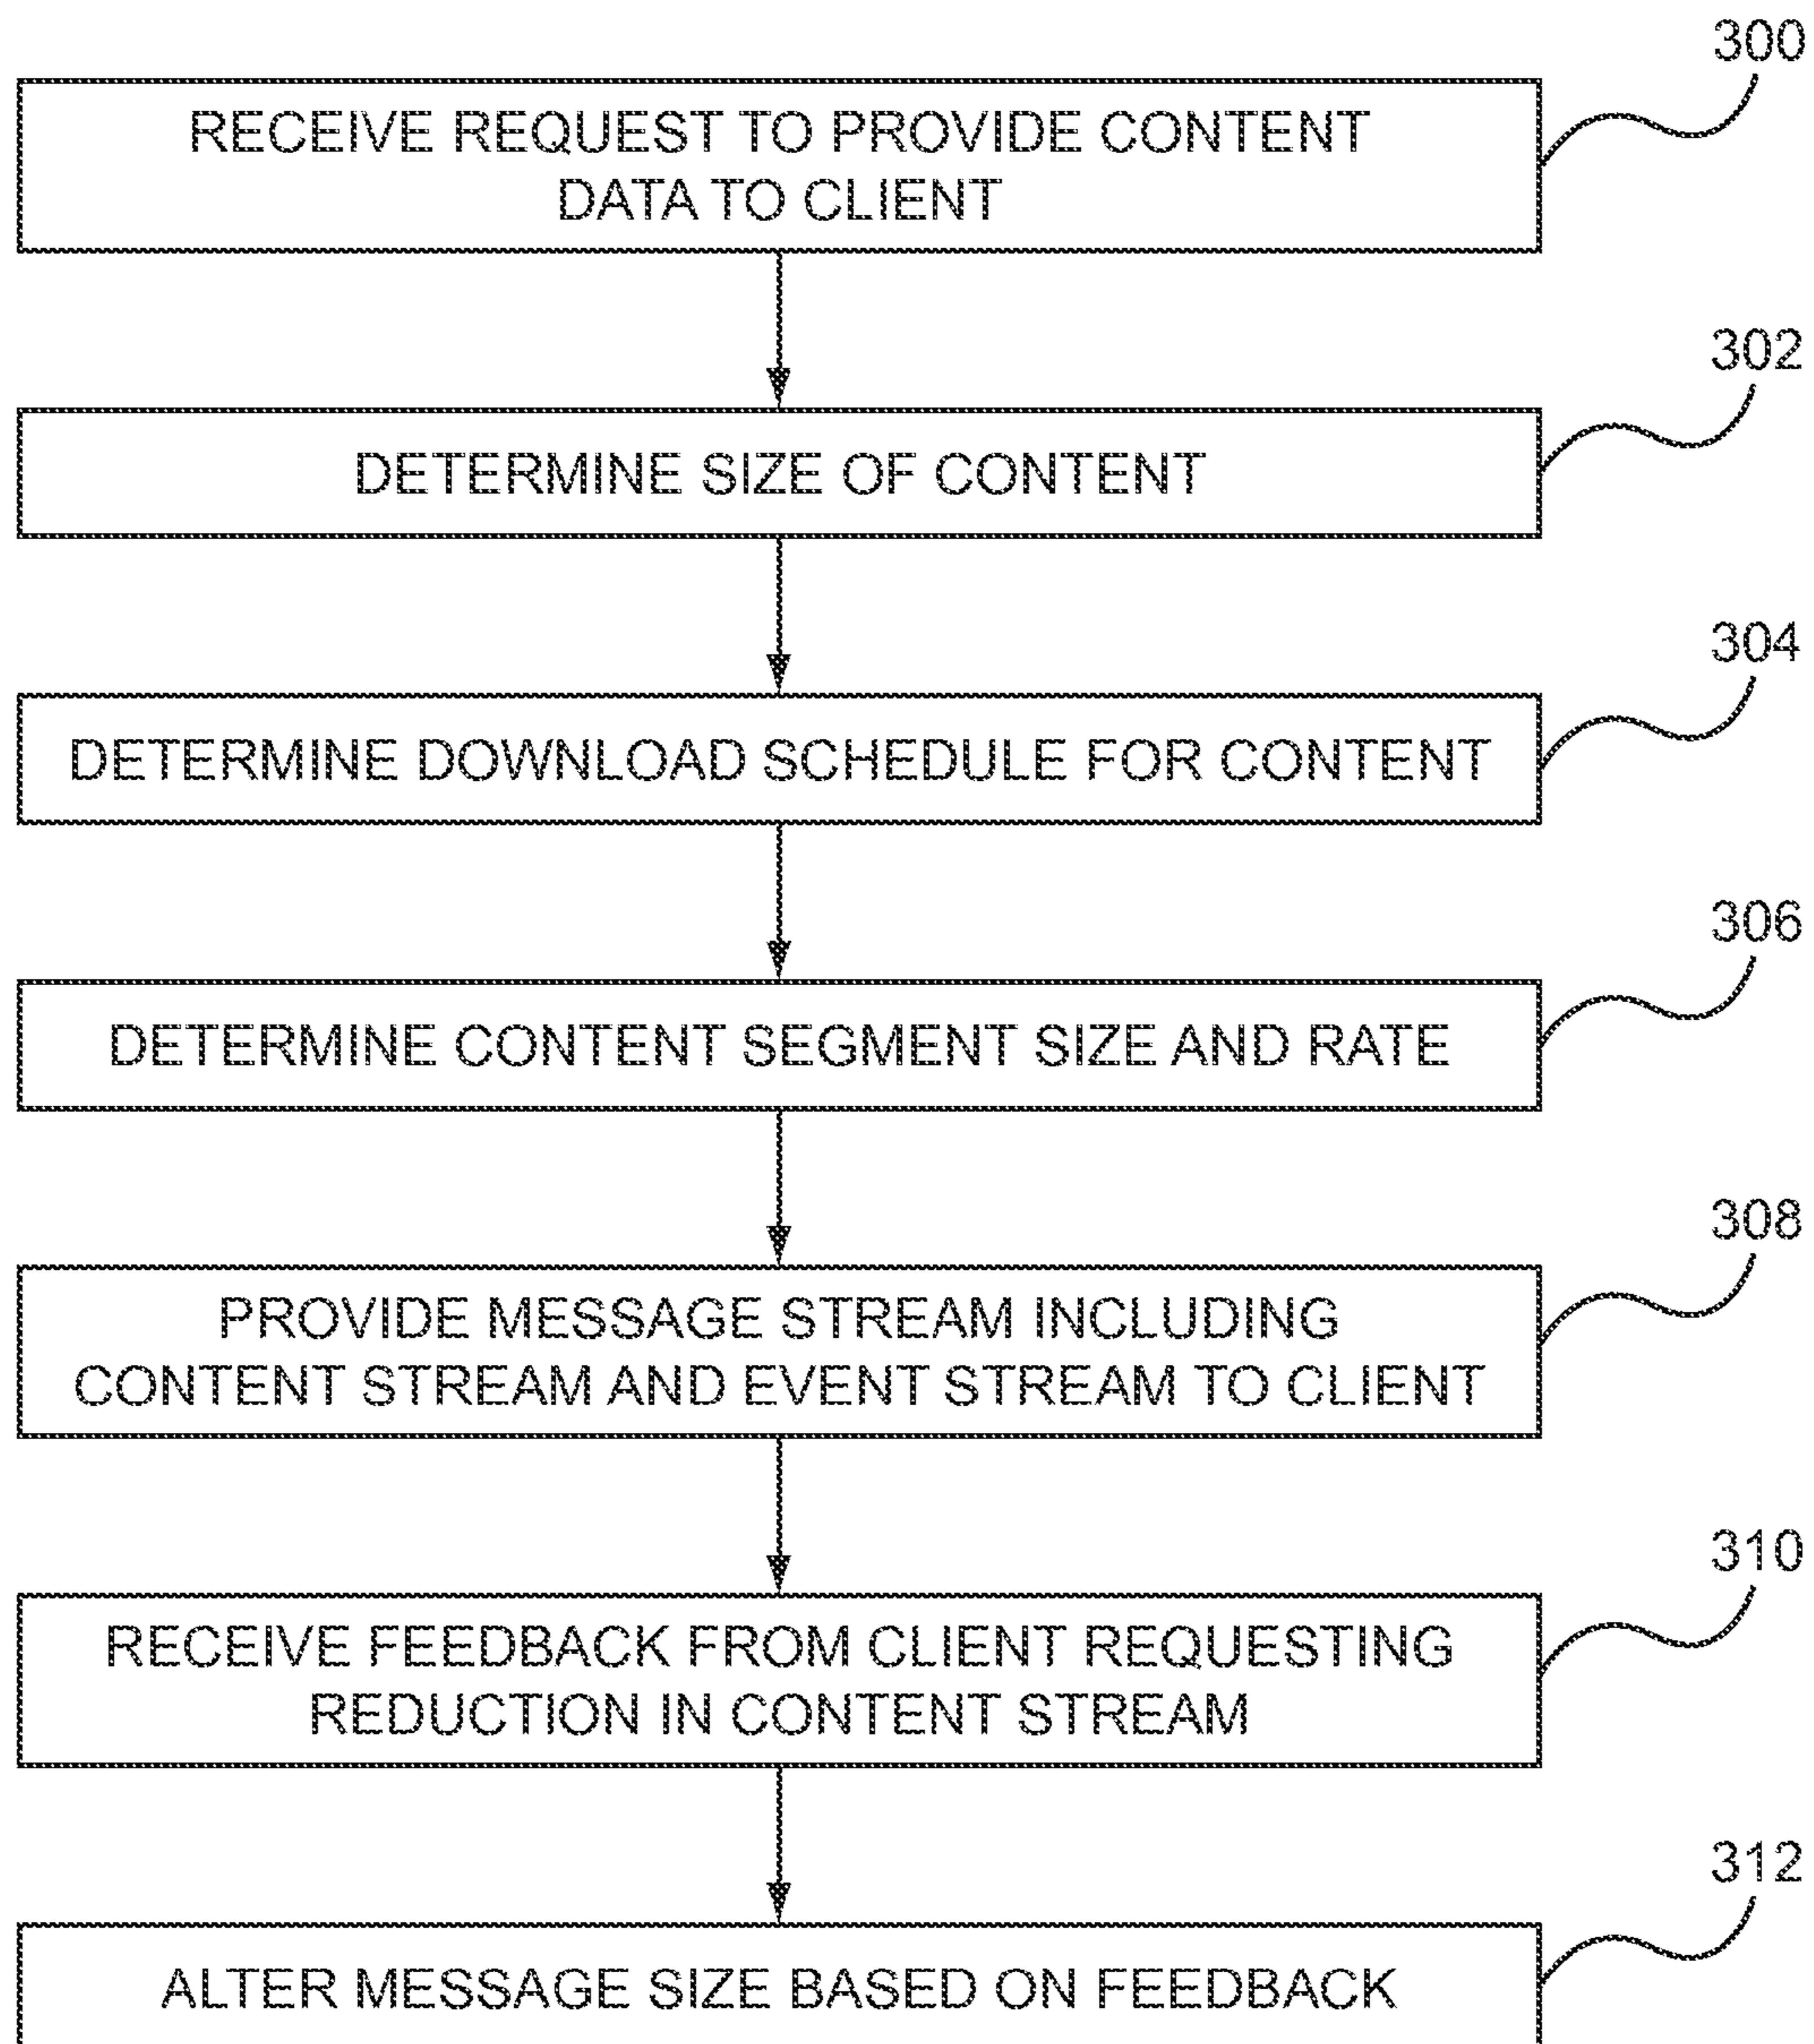 300
RECEIVE REQUEST TO PROVIDE CONTENT
DATA TO CLIENT
302
DETERMINE SIZE OF CONTENT
304
DETERMINE DOWNLOAD SCHEDULE FOR CONTENT
306
DETERMINE CONTENT SEGMENT SIZE AND RATE
308
PROVIDE MESSAGE STREAM INCLUDING
CONTENT STREAM AND EVENT STREAM TO CLIENT
310
RECEIVE FEEDBACK FROM CLIENT REQUESTING
REDUCTION IN CONTENT STREAM
312
ALTER MESSAGE SIZE BASED ON FEEDBACK